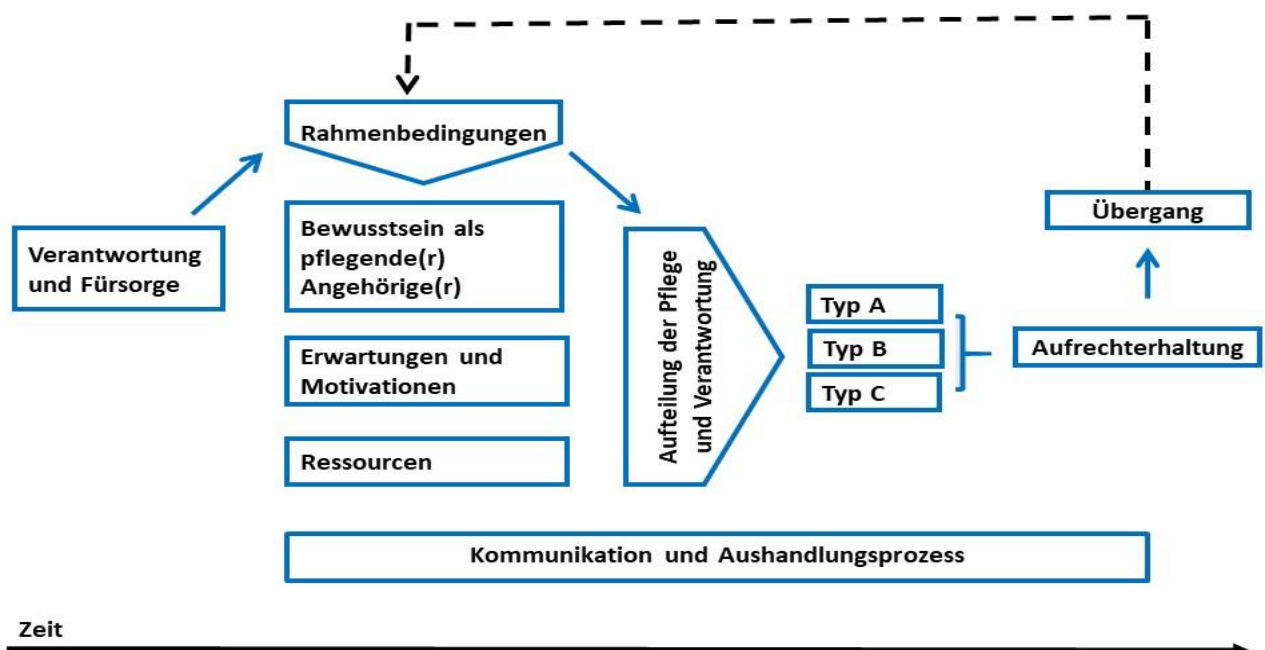 Rahmenbedingungen
Verantwortung
und Fürsorge
Bewusstsein als
pflegende(r)
Angehörige(r)
Erwartungen und
Motivationen
Ressourcen
Aufteilung der Pflege
und Verantwortung
Typ A
Typ B
Typ C
Aufrechterhaltung
Übergang
Kommunikation und Aushandlungsprozess
Zeit